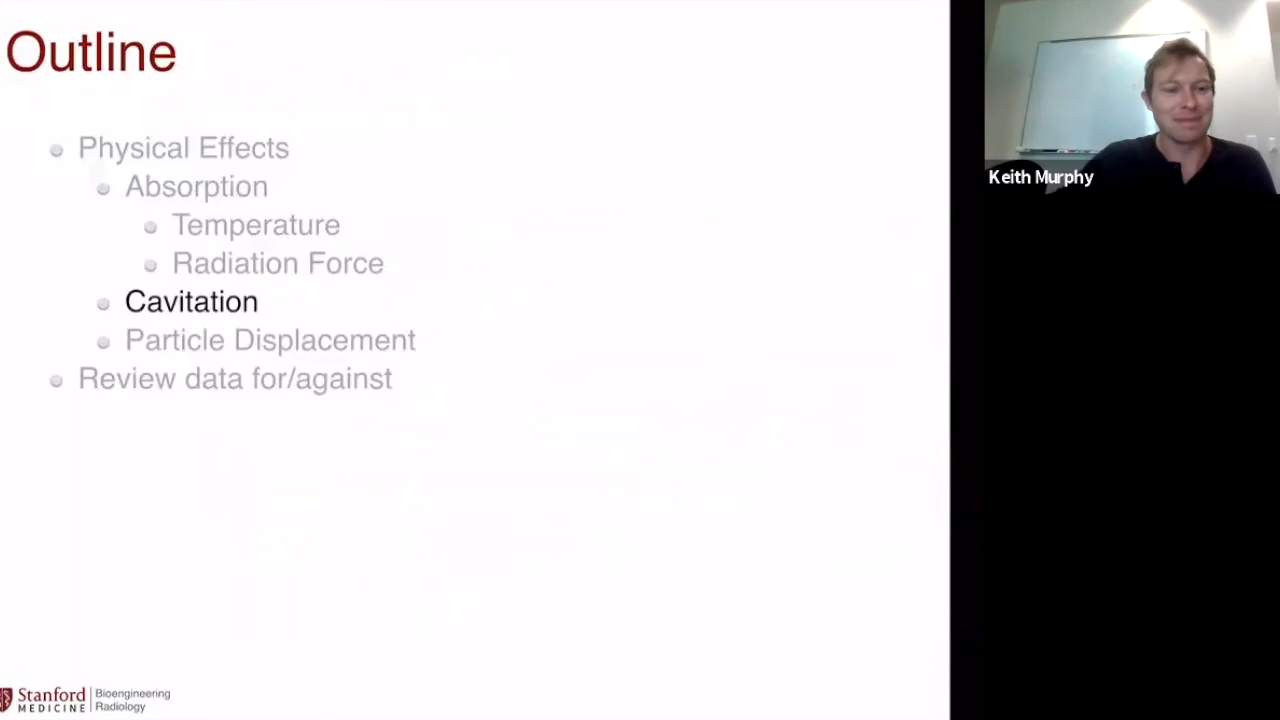 Outline
Physical Effects
Absorption
Temperature
Radiation Force
Cavitation
Particle Displacement
Review data for/against
Keith Murphy
Stanford
MEDICINE
Bioengineering
Radiology